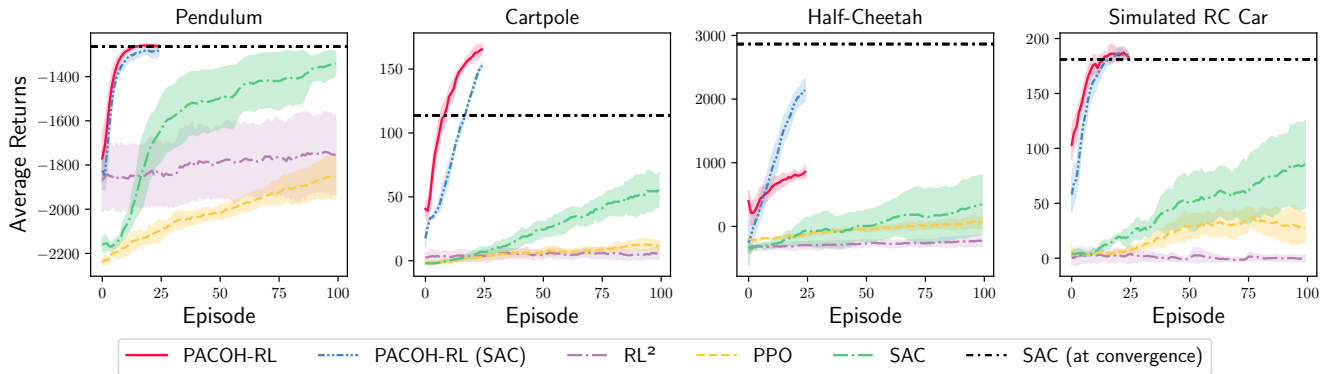 Pendulum Cartpole Half-Cheetah Simulated RC Car
Average Returns
−1400
−1600
−1800
−2000
−2200
0 25 50 75 100
Episode
150
100
50
0
0 25 50 75 100
Episode
3000
2000
1000
0
0 25 50 75 100
Episode
200
150
100
50
0
0 25 50 75 100
Episode
PACOH-RL PACOH-RL (SAC) RL² PPO SAC SAC (at convergence)